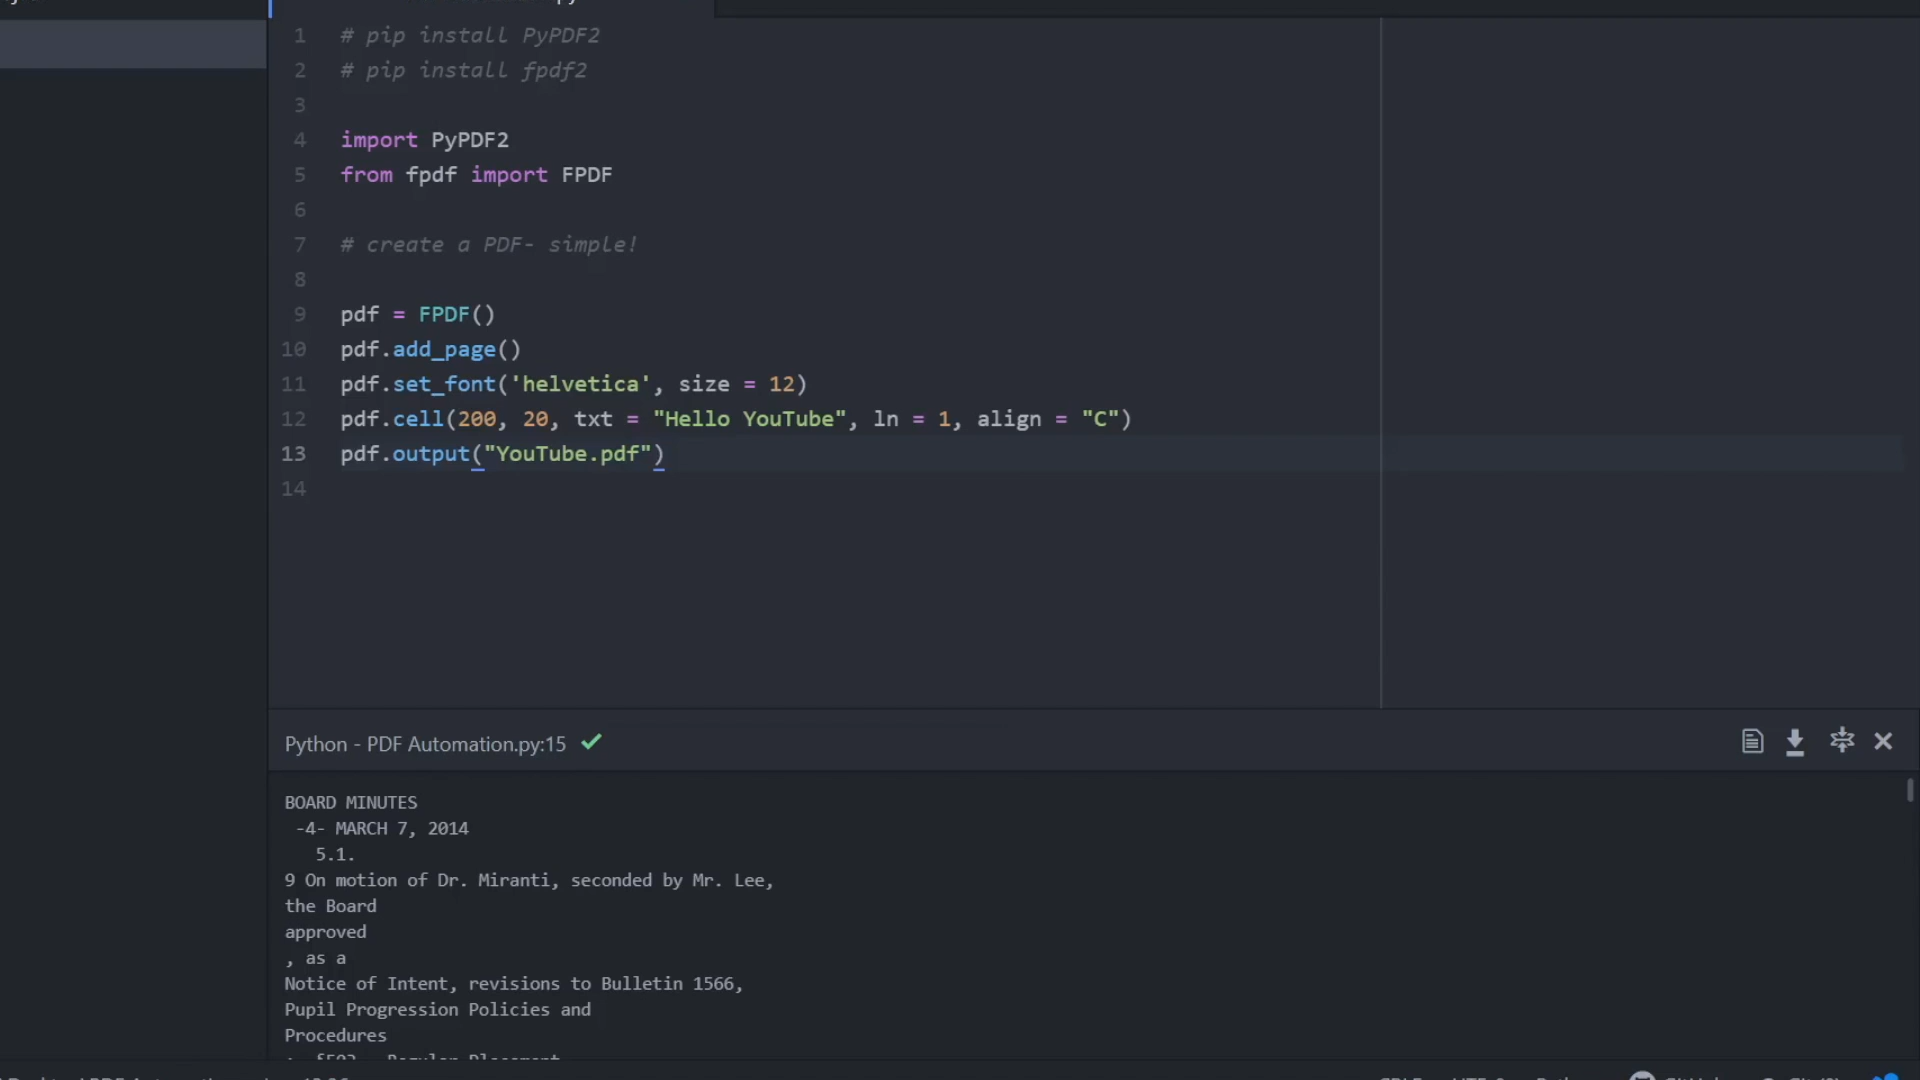 1 # pip install PyPDF2
2 # pip install fpdf2
3
4 import PyPDF2
5 from fpdf import FPDF
6
7 # create a PDF- simple!
8
9 pdf = FPDF()
10 pdf.add_page()
11 pdf.set_font('helvetica', size = 12)
12 pdf.cell(200, 20, txt = "Hello YouTube", ln = 1, align = "C")
13 pdf.output("YouTube.pdf")
14
Python - PDF Automation.py:15
BOARD MINUTES
-4- MARCH 7, 2014
5.1.
9 On motion of Dr. Miranti, seconded by Mr. Lee,
the Board
approved
, as a
Notice of Intent, revisions to Bulletin 1566,
Pupil Progression Policies and
Procedures